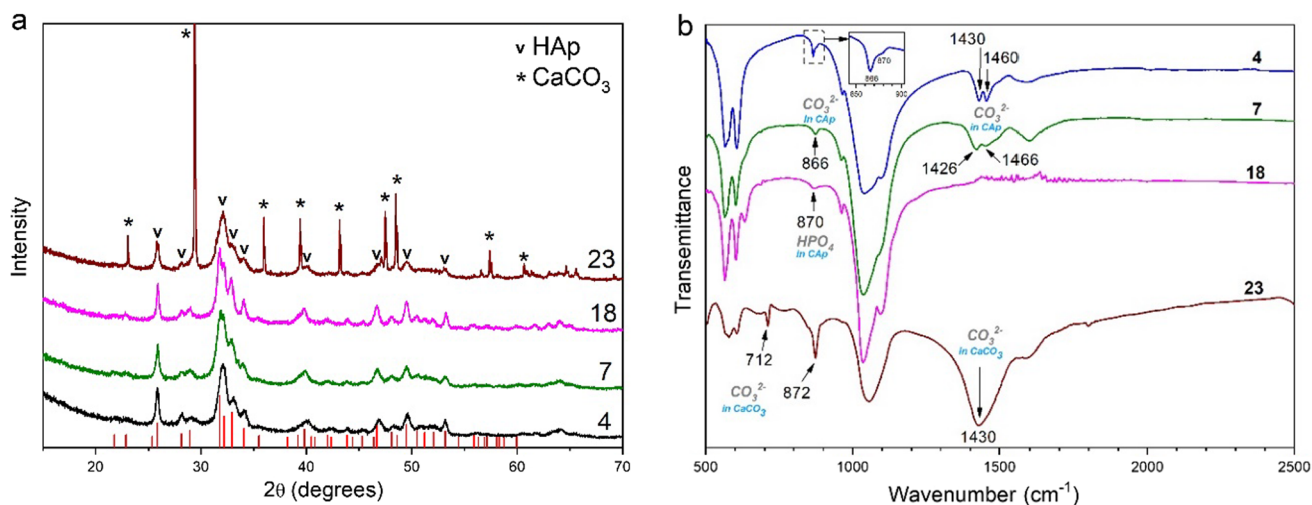 a
v HAp
* CaCO3
*
*
*
*
*
*
*
*
*
v
v
v
v
v
v
v
v
v
23
18
7
4
Intensity
20
30
40
50
60
70
2θ (degrees)
b
870
866
850
900
1430
1460
4
CO3 2-
in CAp
CO3 2-
in CAp
7
866
1426
1466
18
870
HPO4
in CAp
23
CO3 2-
in CaCO3
712
872
CO3 2-
in CaCO3
1430
Transemittance
500
1000
1500
2000
2500
Wavenumber (cm-1)